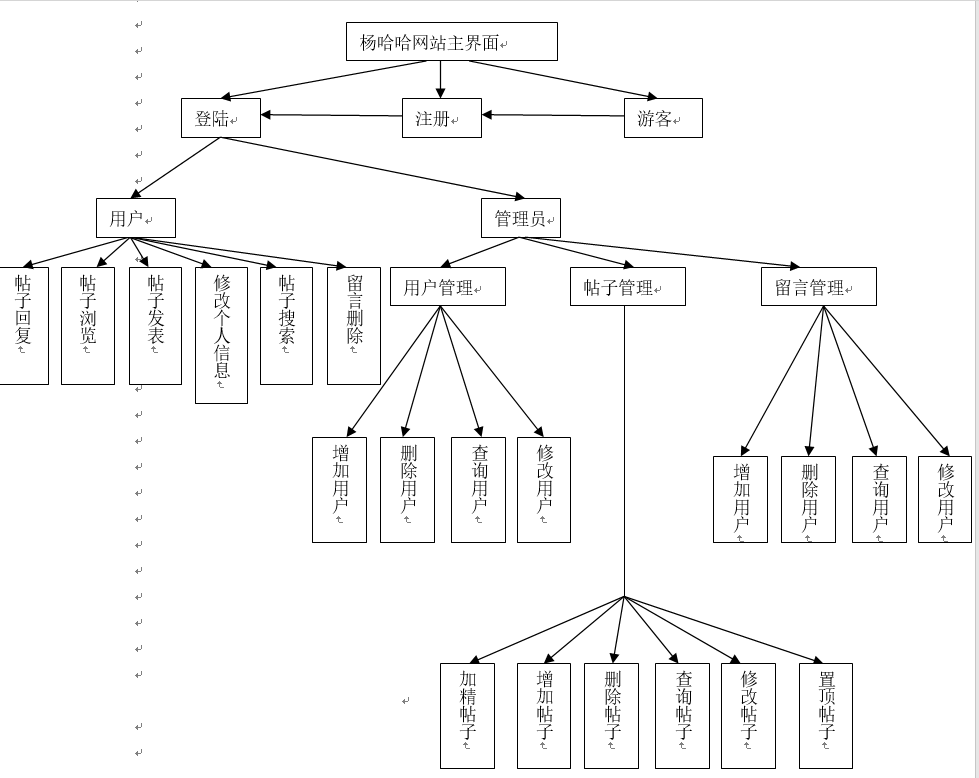 杨哈哈网站主界面
登陆
注册
游客
用户
管理员
帖子回复
帖子浏览
帖子发表
修改个人信息
帖子搜索
留言删除
用户管理
帖子管理
留言管理
增加用户
删除用户
查询用户
修改用户
增加用户
删除用户
查询用户
修改用户
加精帖子
增加帖子
删除帖子
查询帖子
修改帖子
置顶帖子